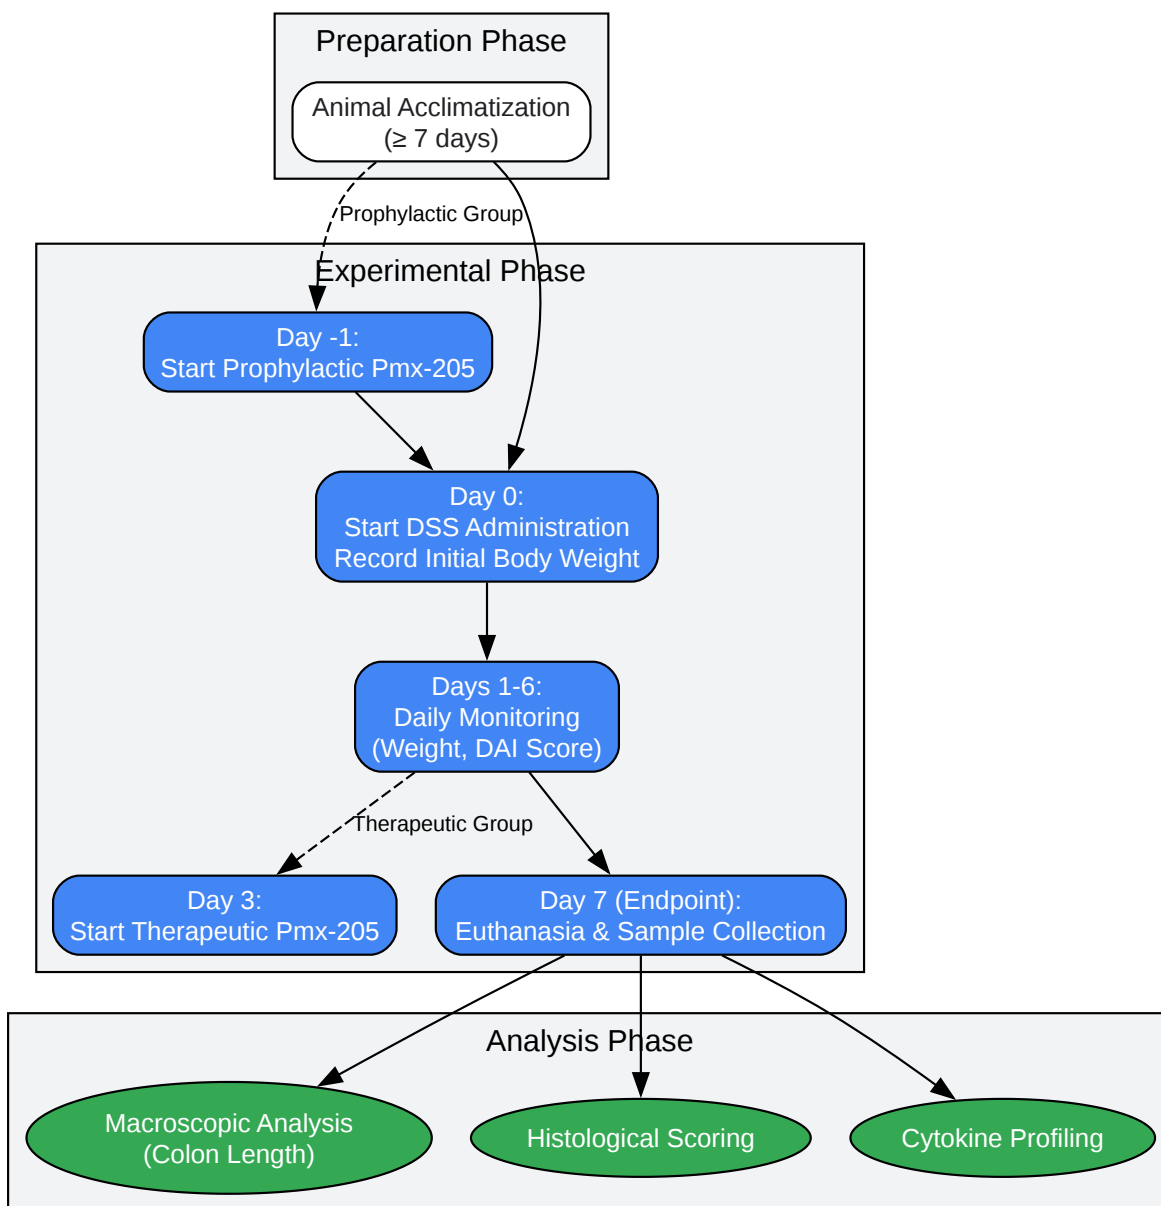 Preparation Phase
Animal Acclimatization
(≥ 7 days)
Prophylactic Group
Experimental Phase
Day -1:
Start Prophylactic Pmx-205
Day 0:
Start DSS Administration
Record Initial Body Weight
Days 1-6:
Daily Monitoring
(Weight, DAI Score)
Therapeutic Group
Day 3:
Start Therapeutic Pmx-205
Day 7 (Endpoint):
Euthanasia & Sample Collection
Analysis Phase
Macroscopic Analysis
(Colon Length)
Histological Scoring
Cytokine Profiling